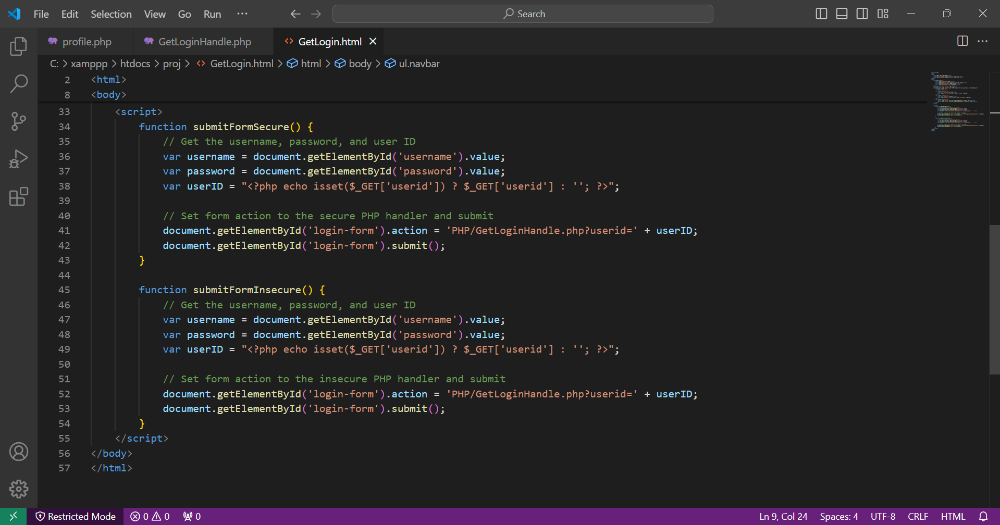 File Edit Selection View Go Run ··· Search
profile.php GetLoginHandle.php GetLogin.html
C: > xamppp > htdocs > proj > GetLogin.html > html > body > ul.navbar
2 <html>
8 <body>
33 <script>
34 function submitFormSecure() {
35 // Get the username, password, and user ID
36 var username = document.getElementById('username').value;
37 var password = document.getElementById('password').value;
38 var userID = "<?php echo isset($_GET['userid']) ? $_GET['userid'] : ''; ?>";
39
40 // Set form action to the secure PHP handler and submit
41 document.getElementById('login-form').action = 'PHP/GetLoginHandle.php?userid=' + userID;
42 document.getElementById('login-form').submit();
43 }
44
45 function submitFormInsecure() {
46 // Get the username, password, and user ID
47 var username = document.getElementById('username').value;
48 var password = document.getElementById('password').value;
49 var userID = "<?php echo isset($_GET['userid']) ? $_GET['userid'] : ''; ?>";
50
51 // Set form action to the insecure PHP handler and submit
52 document.getElementById('login-form').action = 'PHP/GetLoginHandle.php?userid=' + userID;
53 document.getElementById('login-form').submit();
54 }
55 </script>
56 </body>
57 </html>
Restricted Mode 0 0 0 Ln 9, Col 24 Spaces: 4 UTF-8 CRLF HTML